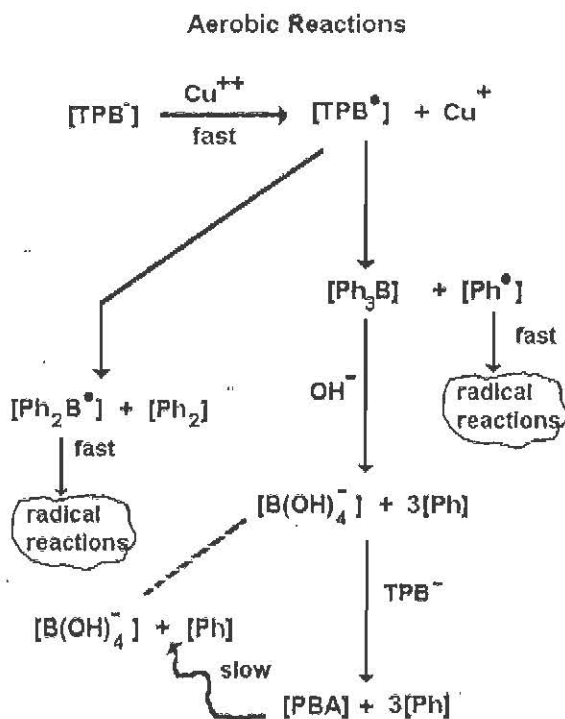 Aerobic Reactions
[TPB⁻] Cu⁺⁺ fast [TPB•] + Cu⁺
[Ph₃B] + [Ph•]
fast
OH⁻
radical
reactions
[Ph₂B•] + [Ph₂]
fast
radical
reactions
[B(OH)₄⁻] + 3[Ph]
TPB⁻
[B(OH)₄⁻] + [Ph]
slow
[PBA] + 3[Ph]